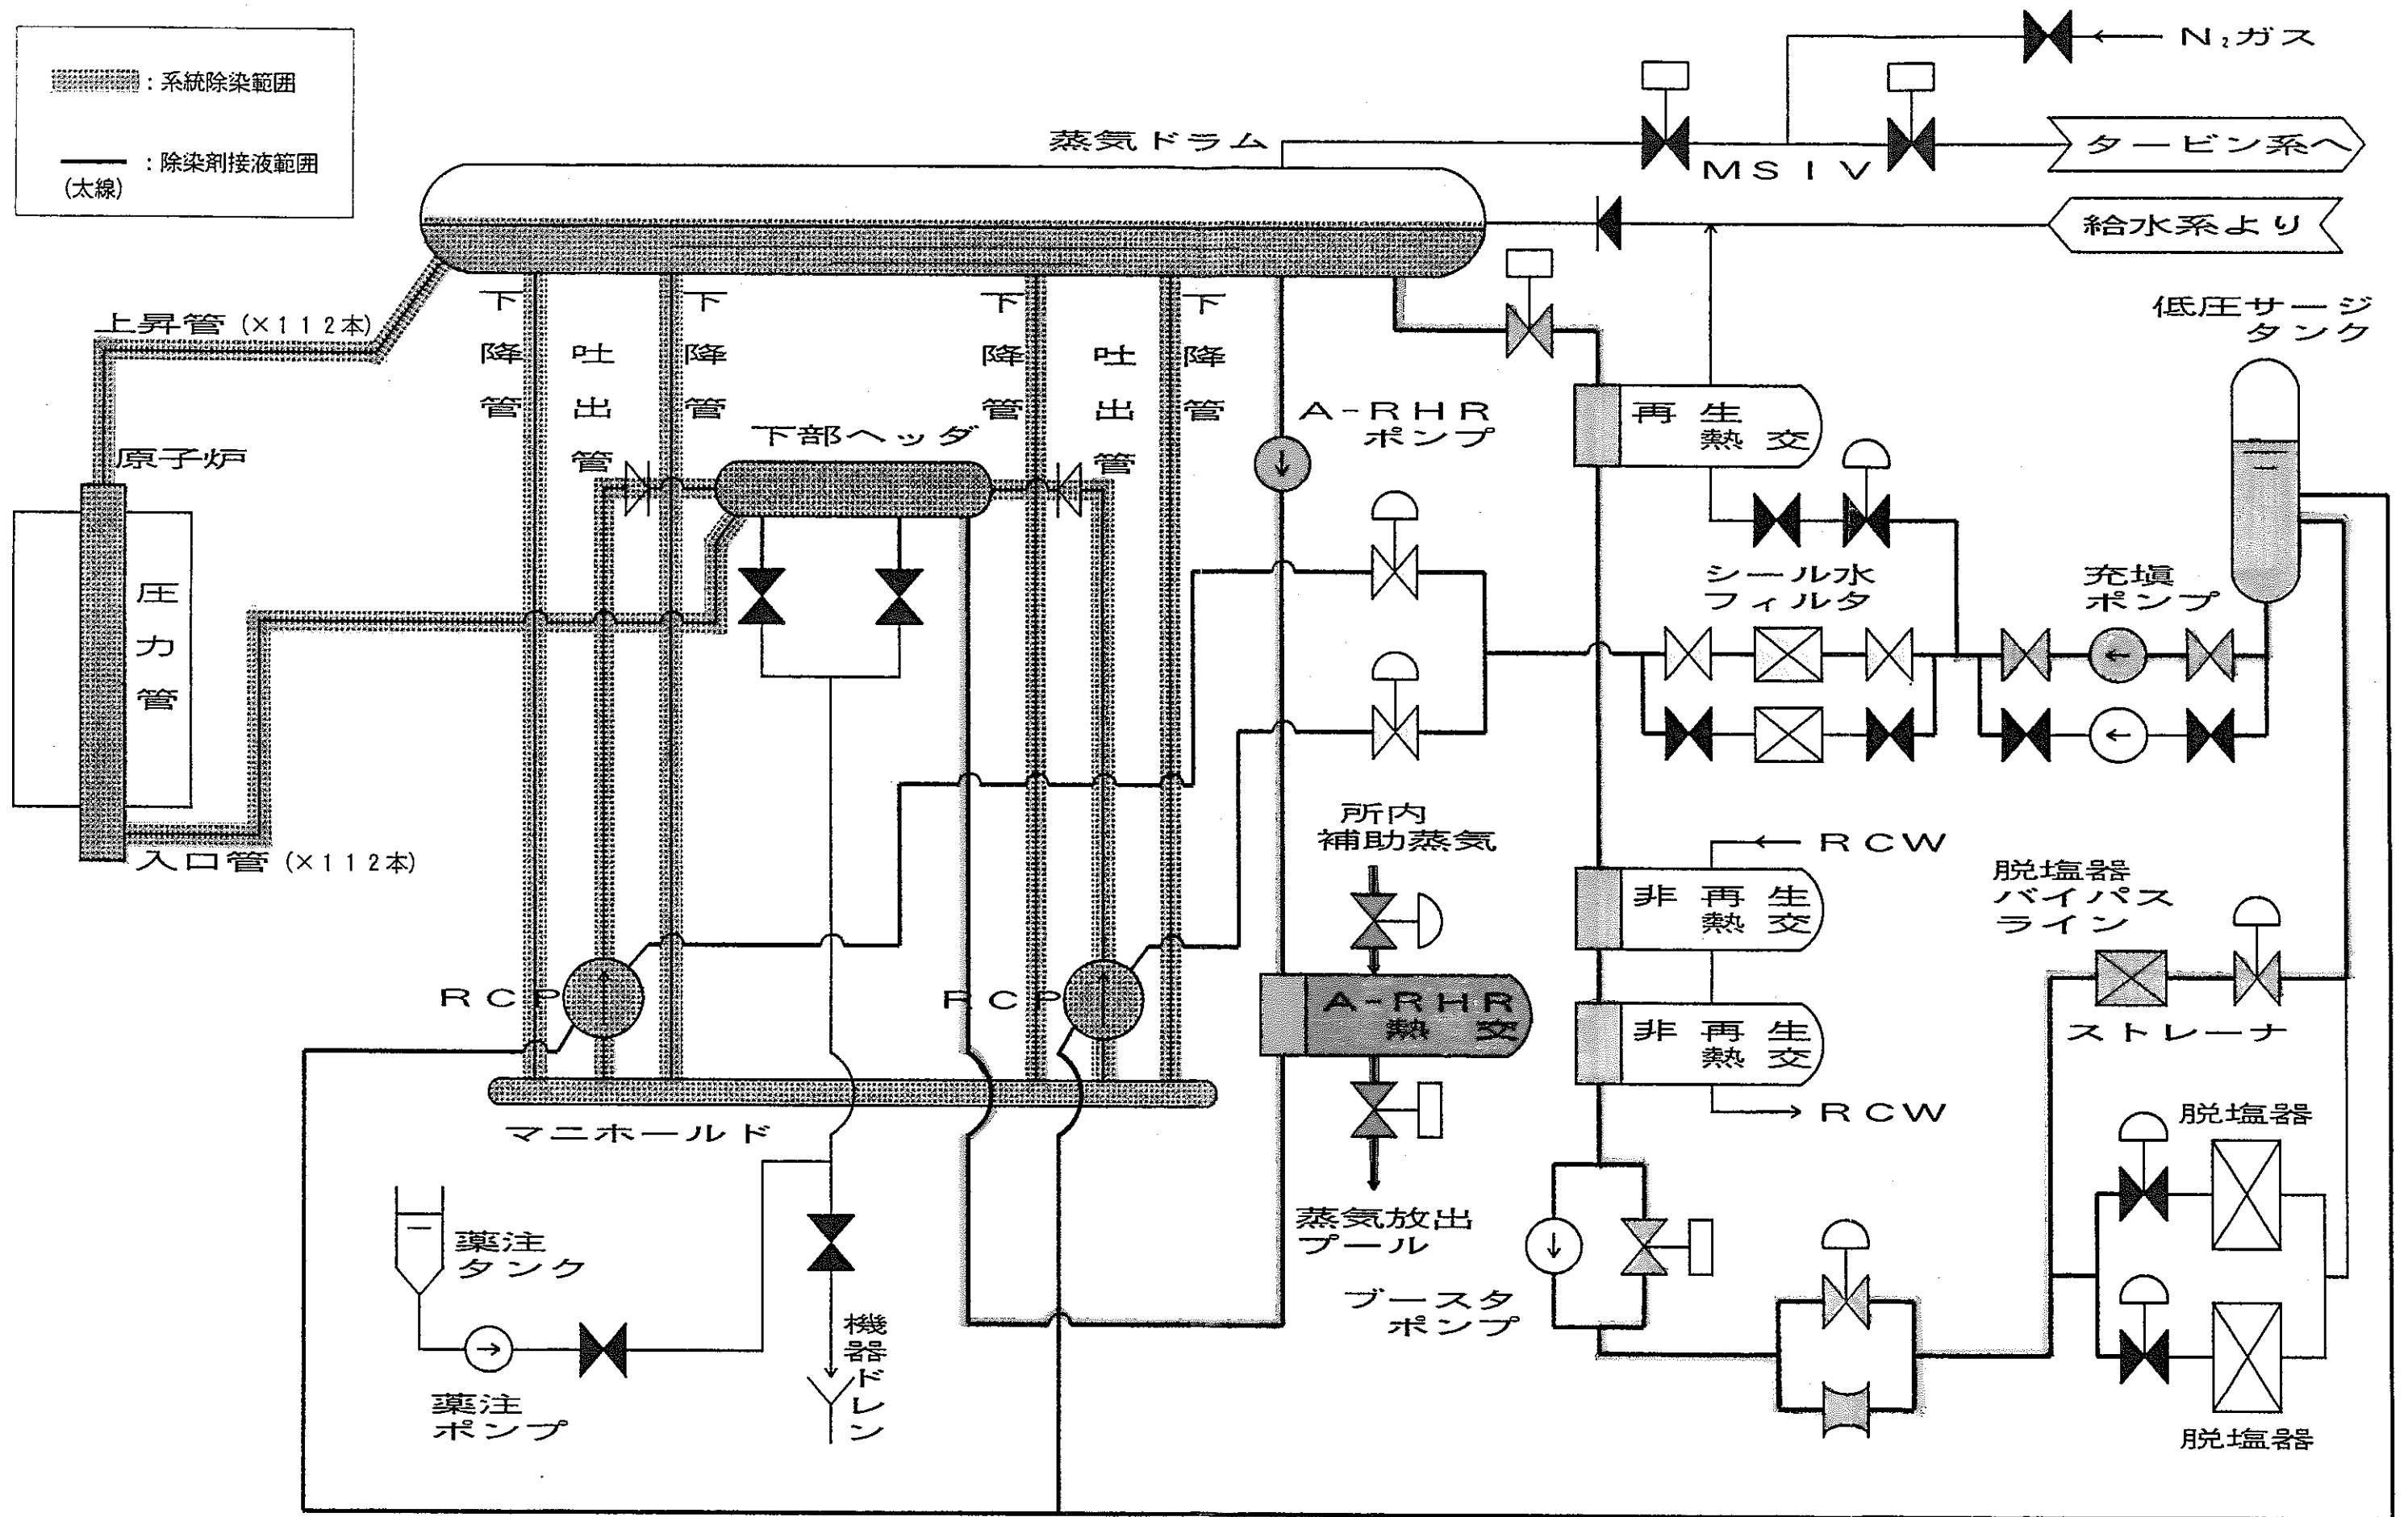 ：系統除染範囲
：除染剤接液範囲
(太線)
N₂ガス
蒸気ドラム
MSIV
タービン系へ
給水系より
上昇管 (×112本)
下降管
吐出管
下降管
下降管
吐出管
下降管
下部ヘッダ
A-RHR
ポンプ
再生
熱交
低圧サージ
タンク
原子炉
圧力管
入口管 (×112本)
シール水
フィルタ
充填
ポンプ
所内
補助蒸気
RCW
非再生
熱交
脱塩器
バイパス
ライン
RCP
RCP
A-RHR
熱交
非再生
熱交
ストレーナ
RCW
マニホールド
脱塩器
薬注
タンク
蒸気放出
プール
ブースタ
ポンプ
機器ドレン
薬注
ポンプ
脱塩器